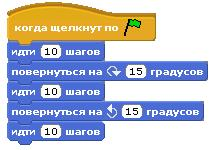 когда щелкнут по
идти 10 шагов
повернуться на 15 градусов
идти 10 шагов
повернуться на 15 градусов
идти 10 шагов